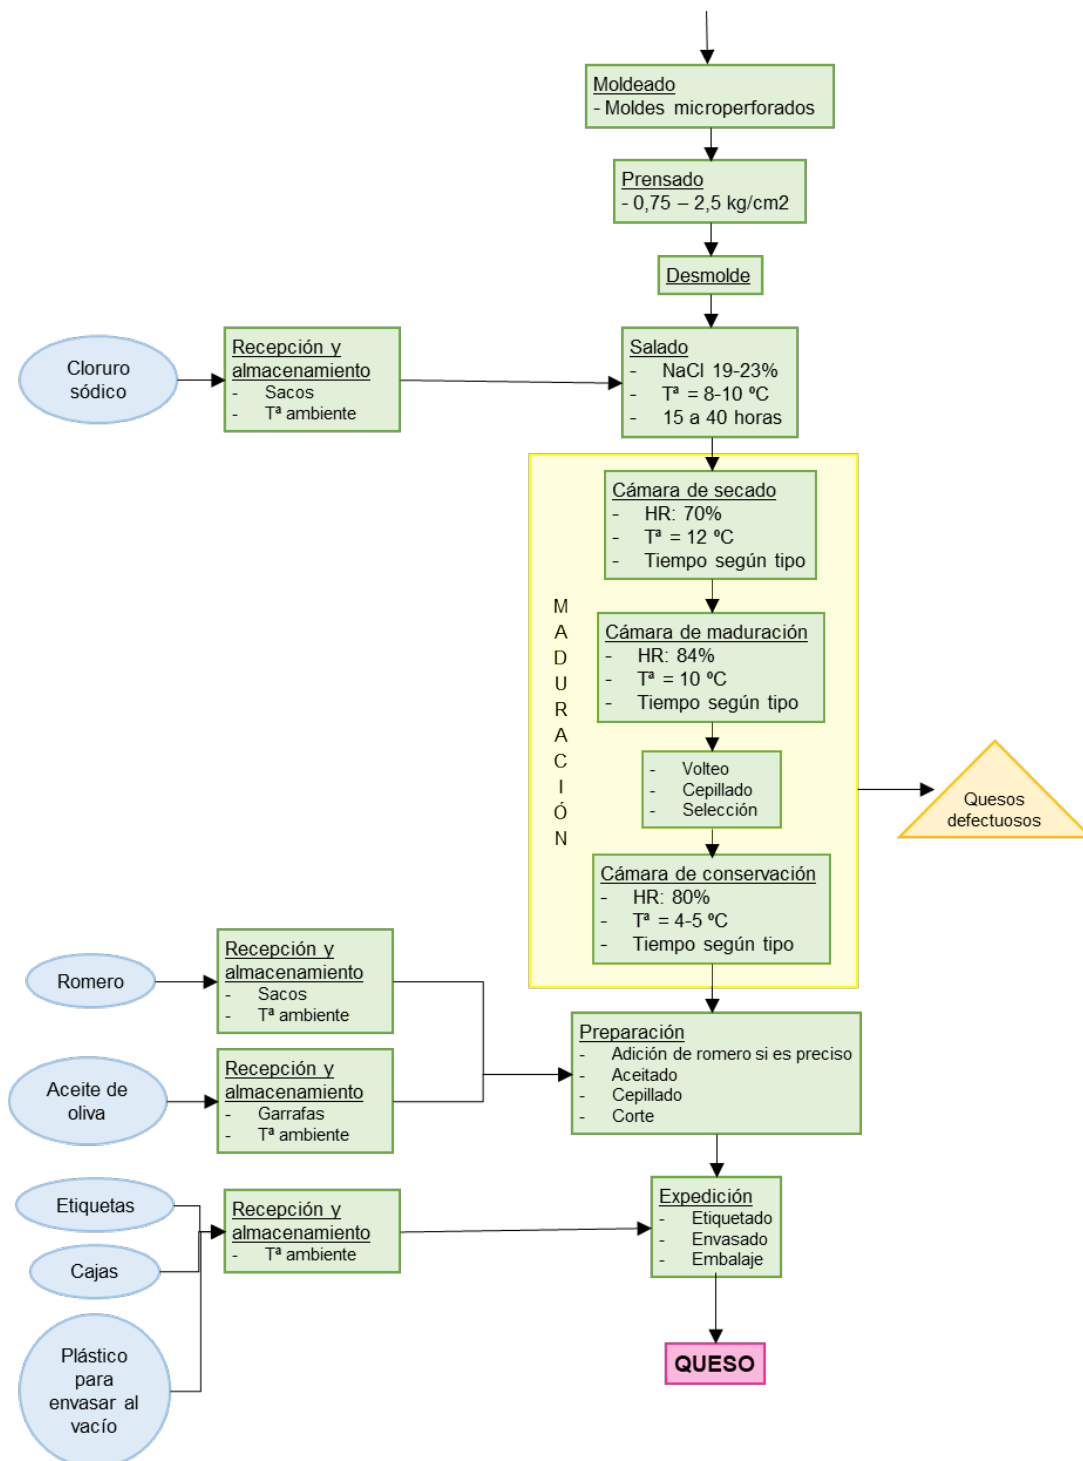 Moldeado
- Moldes microperforados
Prensado
- 0,75 – 2,5 kg/cm2
Desmolde
Cloruro
sódico
Recepción y
almacenamiento
- Sacos
- Tª ambiente
Salado
- NaCl 19-23%
- Tª = 8-10 ºC
- 15 a 40 horas
MADURACIÓN
Cámara de secado
- HR: 70%
- Tª = 12 ºC
- Tiempo según tipo
Cámara de maduración
- HR: 84%
- Tª = 10 ºC
- Tiempo según tipo
- Volteo
- Cepillado
- Selección
Quesos
defectuosos
Cámara de conservación
- HR: 80%
- Tª = 4-5 ºC
- Tiempo según tipo
Romero
Recepción y
almacenamiento
- Sacos
- Tª ambiente
Aceite de
oliva
Recepción y
almacenamiento
- Garrafas
- Tª ambiente
Preparación
- Adición de romero si es preciso
- Aceitado
- Cepillado
- Corte
Etiquetas
Cajas
Plástico
para
envasar al
vacío
Recepción y
almacenamiento
- Tª ambiente
Expedición
- Etiquetado
- Envasado
- Embalaje
QUESO